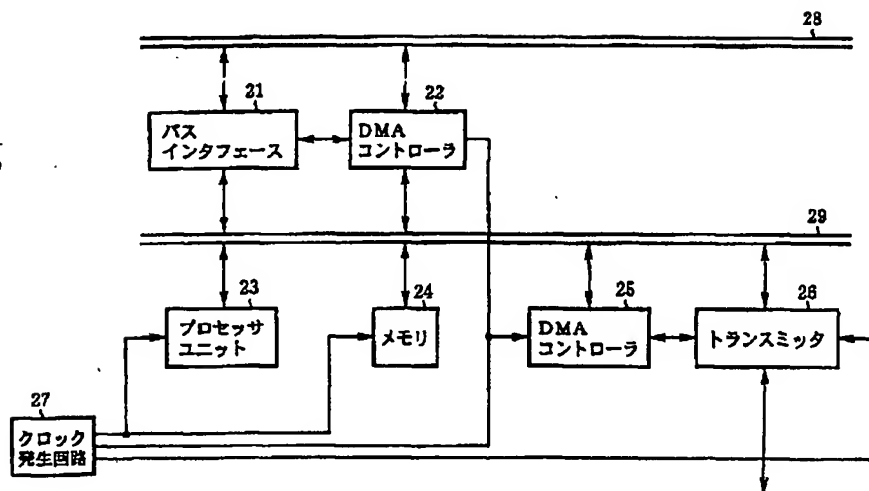 28
21
バス
インタフェース
22
DMA
コントローラ
29
23
プロセッサ
ユニット
24
メモリ
25
DMA
コントローラ
26
トランスミッタ
27
クロック
発生回路